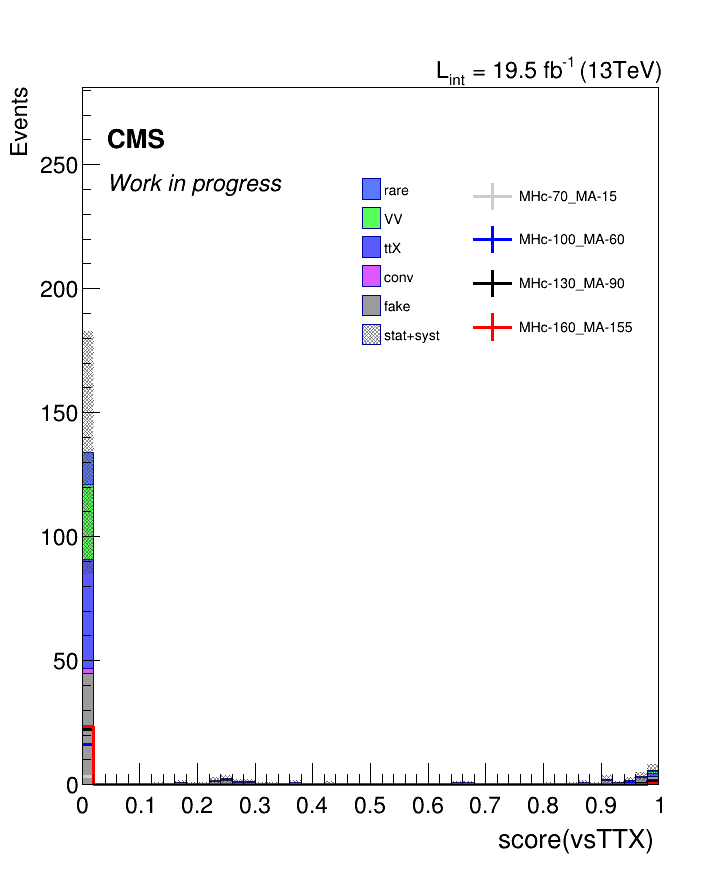 L_int = 19.5 fb^-1 (13TeV)
Events
CMS
Work in progress
rare
VV
ttX
conv
fake
stat+syst
MHc-70_MA-15
MHc-100_MA-60
MHc-130_MA-90
MHc-160_MA-155
250
200
150
100
50
0
0 0.1 0.2 0.3 0.4 0.5 0.6 0.7 0.8 0.9 1
score(vsTTX)